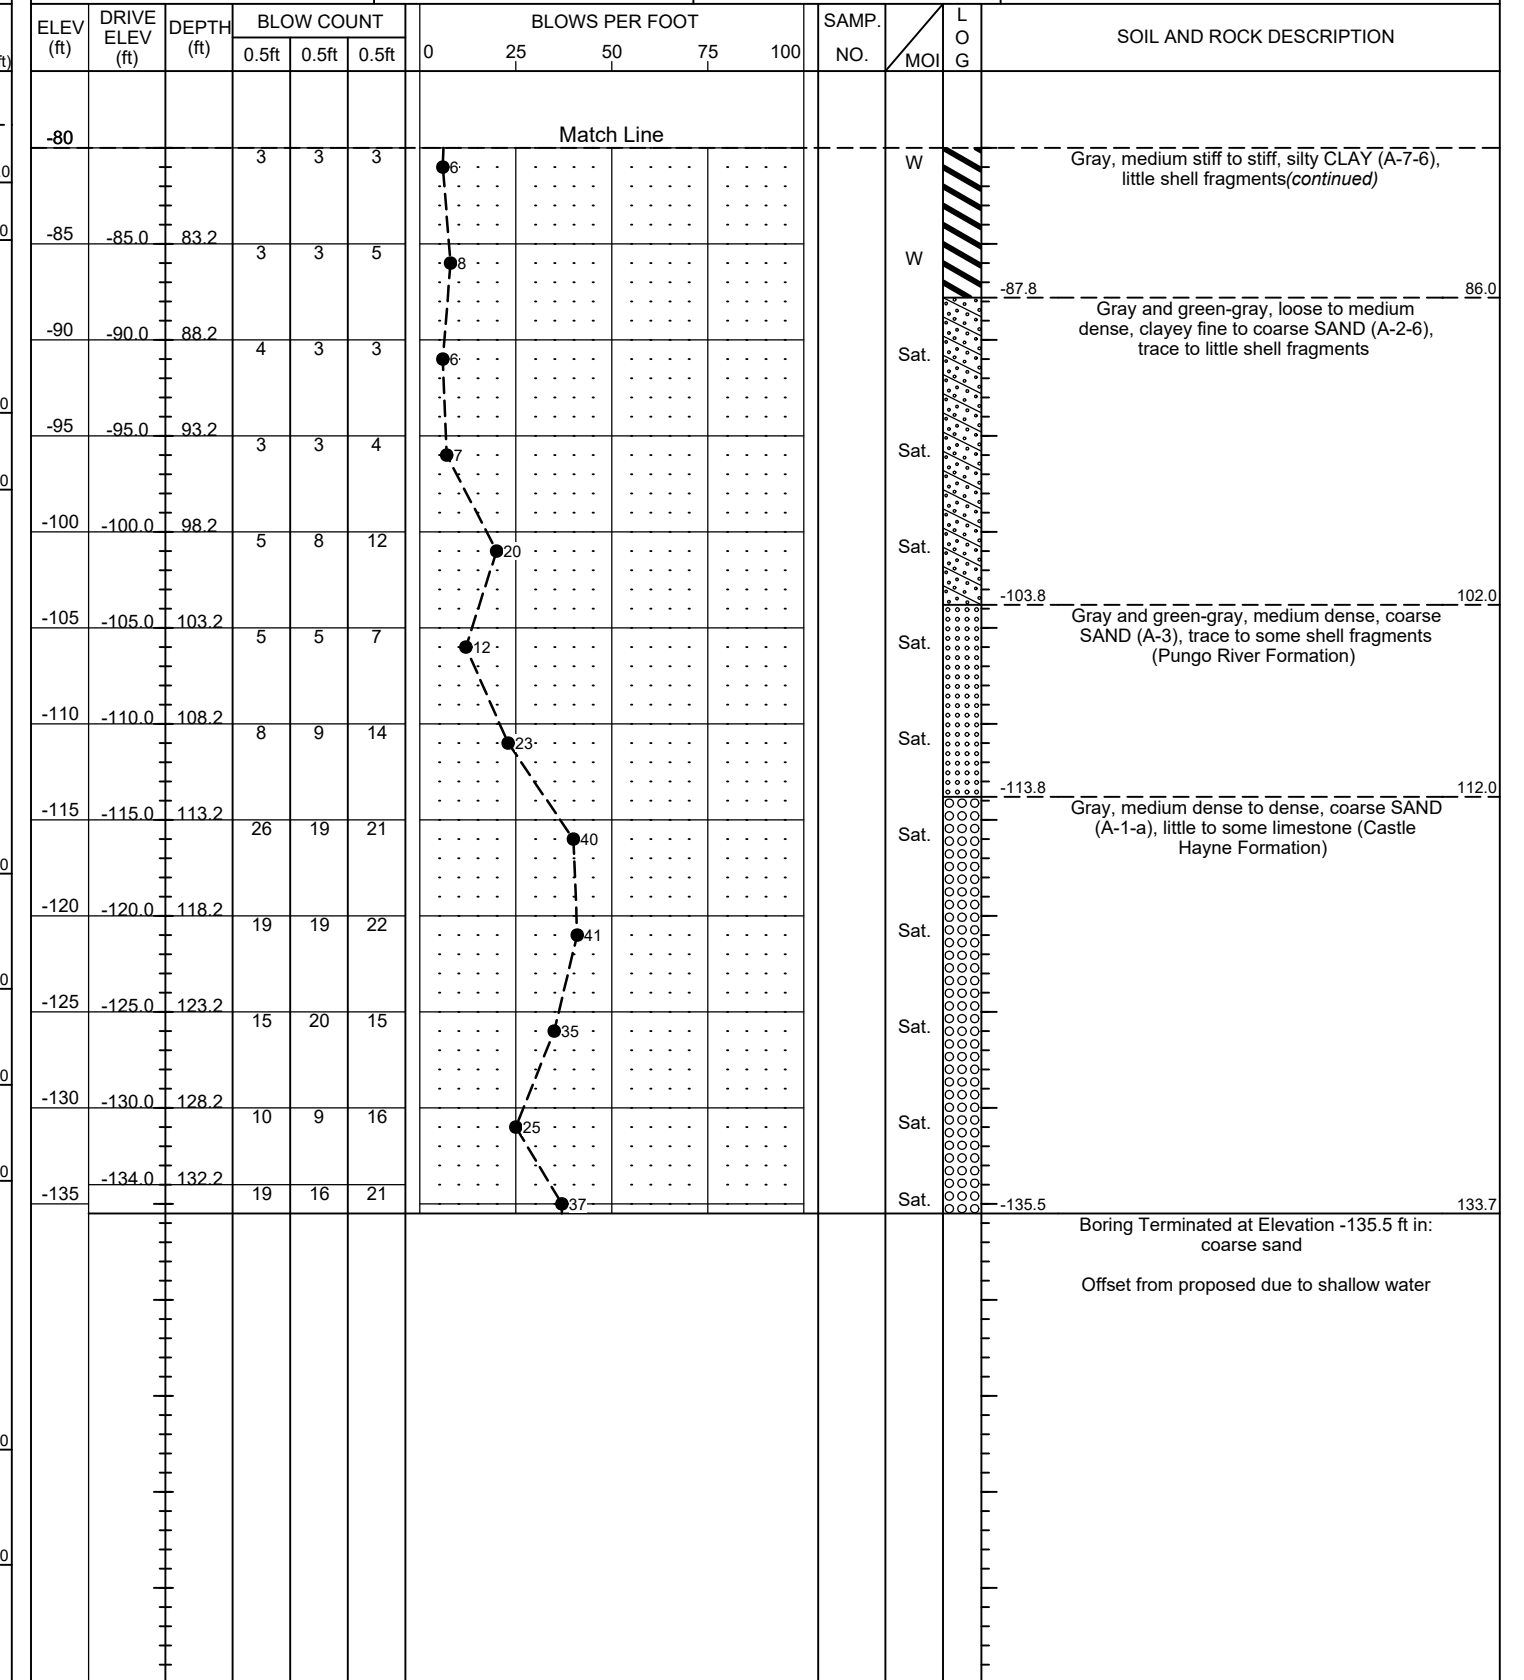 ELEV (ft) DRIVE ELEV (ft) DEPTH (ft) BLOW COUNT BLOWS PER FOOT SAMP. NO. MOI L O G SOIL AND ROCK DESCRIPTION
0.5ft 0.5ft 0.5ft 0 25 50 75 100
ft)
-80 Match Line
3 3 3 6 W Gray, medium stiff to stiff, silty CLAY (A-7-6),
little shell fragments(continued)
-85 -85.0 83.2
3 3 5 8 W
-87.8 86.0
Gray and green-gray, loose to medium
-90 -90.0 88.2 dense, clayey fine to coarse SAND (A-2-6),
4 3 3 6 Sat. trace to little shell fragments
-95 -95.0 93.2
3 3 4 7 Sat.
-100 -100.0 98.2
5 8 12 20 Sat.
-103.8 102.0
-105 -105.0 103.2 Gray and green-gray, medium dense, coarse
5 5 7 12 Sat. SAND (A-3), trace to some shell fragments
(Pungo River Formation)
-110 -110.0 108.2
8 9 14 23 Sat.
-113.8 112.0
-115 -115.0 113.2 Gray, medium dense to dense, coarse SAND
26 19 21 40 Sat. (A-1-a), little to some limestone (Castle
Hayne Formation)
-120 -120.0 118.2
19 19 22 41 Sat.
-125 -125.0 123.2
15 20 15 35 Sat.
-130 -130.0 128.2
10 9 16 25 Sat.
-134.0 132.2
-135 19 16 21 37 Sat. -135.5 133.7
Boring Terminated at Elevation -135.5 ft in:
coarse sand
Offset from proposed due to shallow water